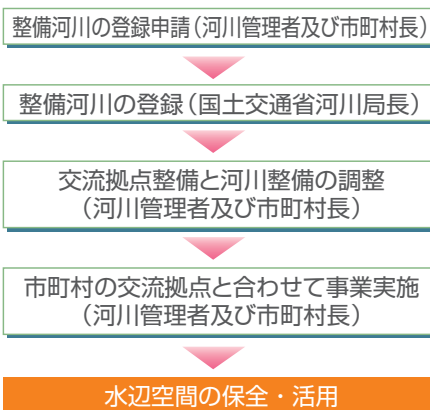 整備河川の登録申請（河川管理者及び市町村長）
整備河川の登録（国土交通省河川局長）
交流拠点整備と河川整備の調整
（河川管理者及び市町村長）
市町村の交流拠点と合わせて事業実施
（河川管理者及び市町村長）
水辺空間の保全・活用